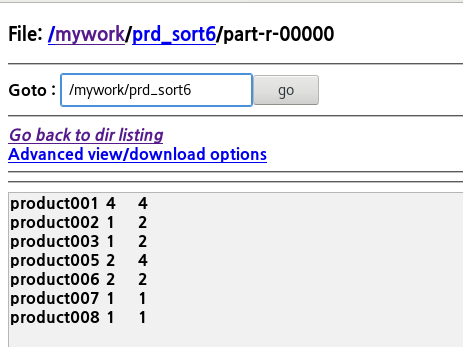 File: /mywork/prd_sort6/part-r-00000
Goto : /mywork/prd_sort6 go
Go back to dir listing
Advanced view/download options
product001 4 4
product002 1 2
product003 1 2
product005 2 4
product006 2 2
product007 1 1
product008 1 1